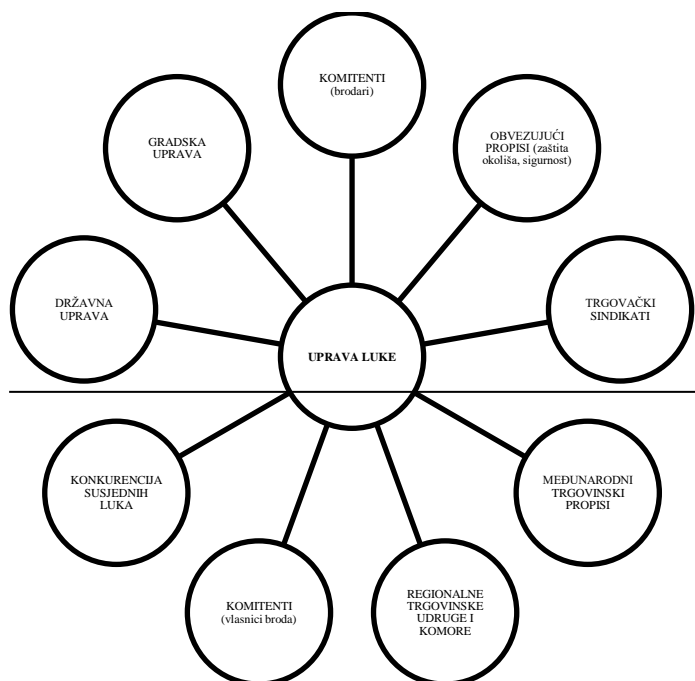 KOMITENTI
(brodari)
GRADSKA
UPRAVA
OBVEZUJUĆI
PROPISI (zaštita
okoliša, sigurnost)
DRŽAVNA
UPRAVA
TRGOVAČKI
SINDIKATI
UPRAVA LUKE
KONKURENCIJA
SUSJEDNIH
LUKA
MEĐUNARODNI
TRGOVINSKI
PROPISI
KOMITENTI
(vlasnici broda)
REGIONALNE
TRGOVINSKE
UDRUGE I
KOMORE